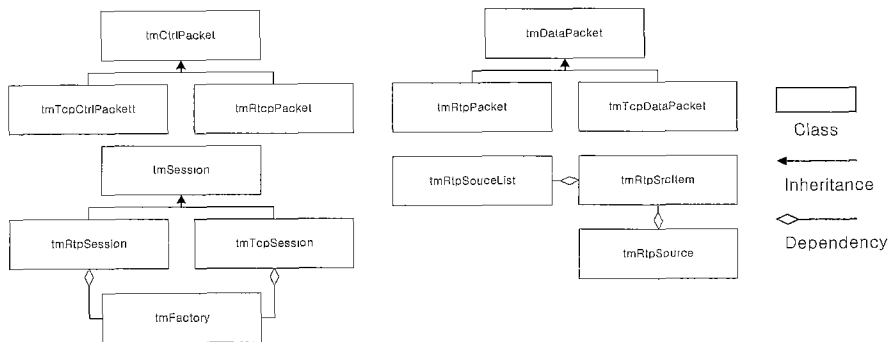 tmCtrlPacket
tmDataPacket
tmTcpCtrlPackett
tmRtcpPacket
tmRtpPacket
tmTcpDataPacket
Class
tmSession
tmRtpSouceList
tmRtpSrcItem
Inheritance
tmRtpSession
tmTcpSession
tmRtpSource
Dependency
tmFactory